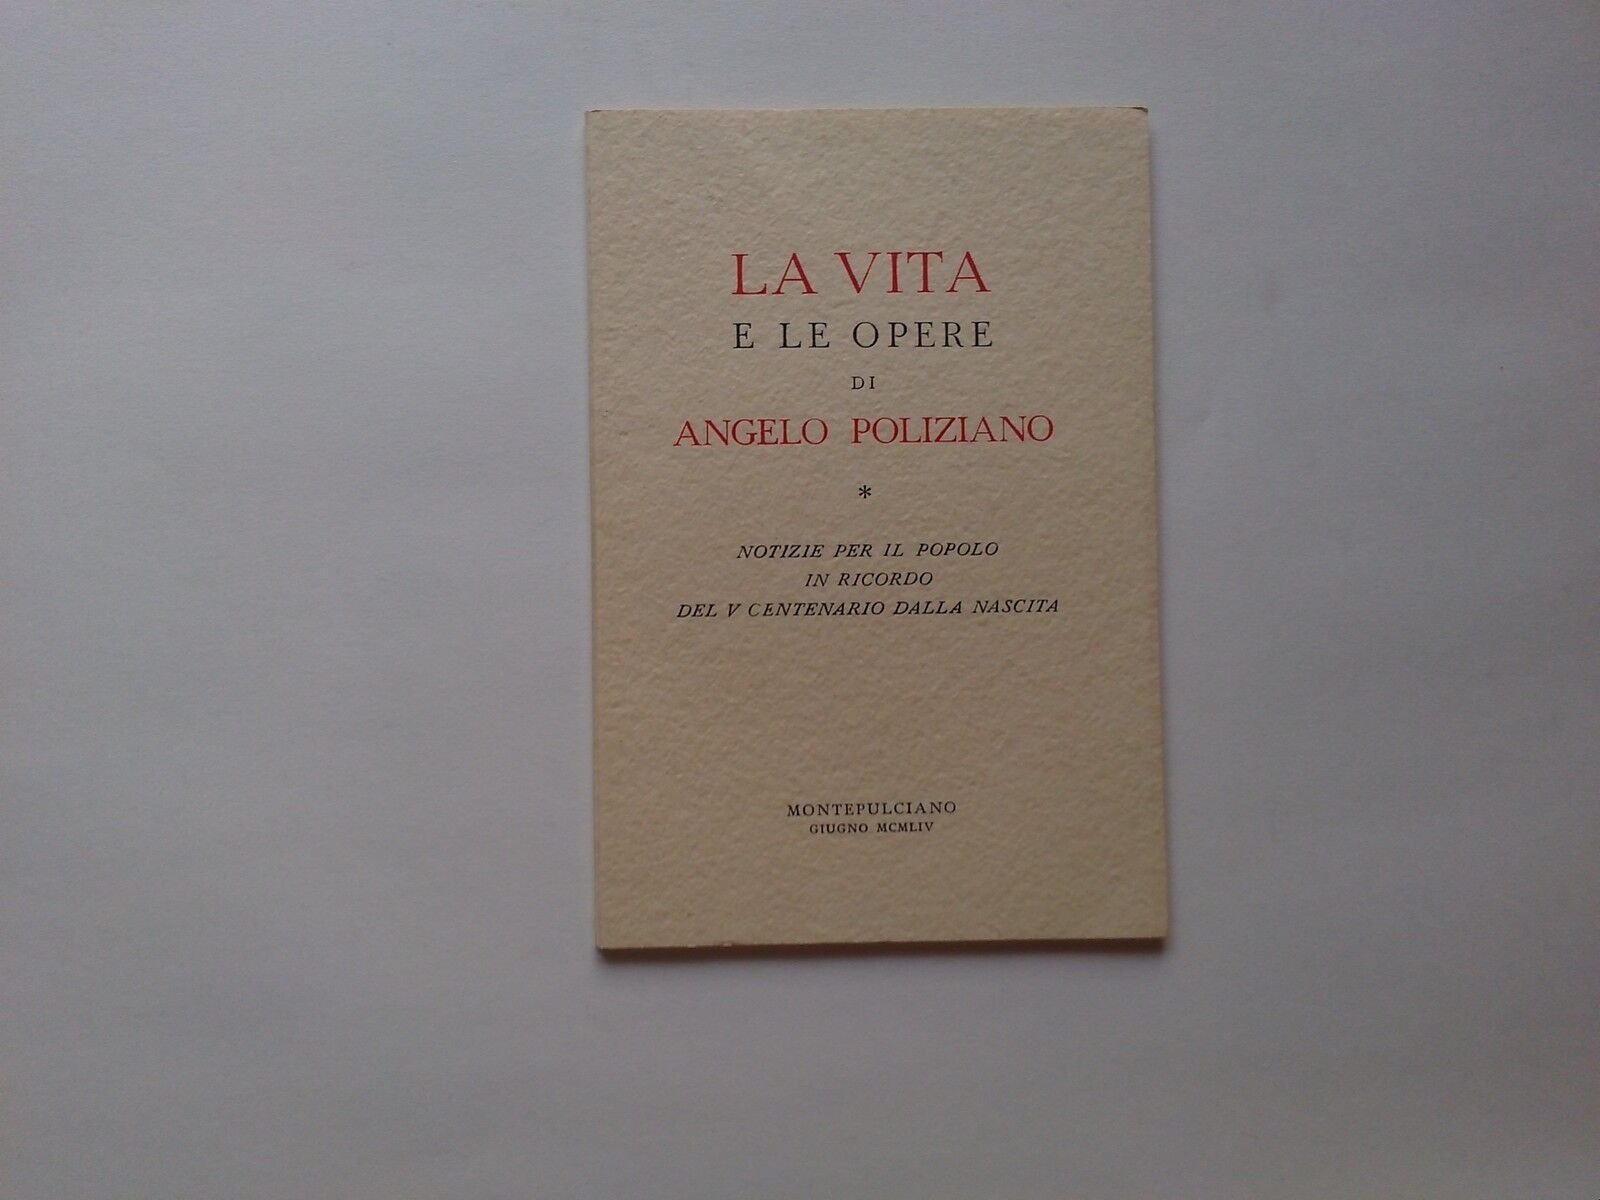 LA VITA
E LE OPERE
DI
ANGELO POLIZIANO
*
NOTIZIE PER IL POPOLO
IN RICORDO
DEL V CENTENARIO DALLA NASCITA
MONTEPULCIANO
GIUGNO MCMLIV